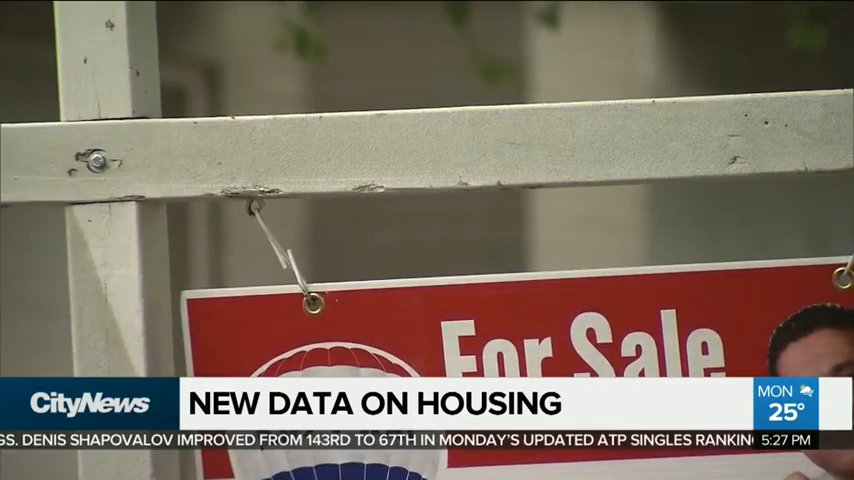 For Sale
CityNews
NEW DATA ON HOUSING
MON
25°
GS. DENIS SHAPOVALOV IMPROVED FROM 143RD TO 67TH IN MONDAY'S UPDATED ATP SINGLES RANKIN
5:27 PM